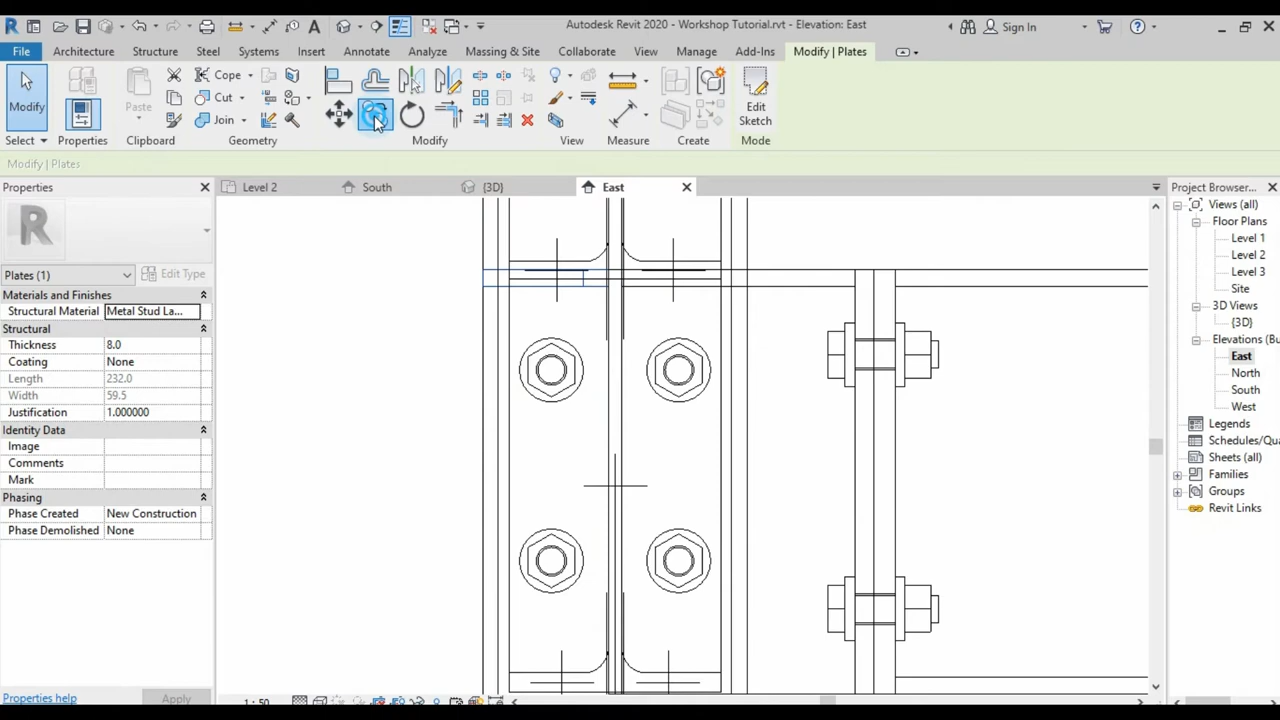 Autodesk Revit 2020 - Workshop Tutorial.rvt - Elevation: East
Sign In
File Architecture Structure Steel Systems Insert Annotate Analyze Massing & Site Collaborate View Manage Add-Ins Modify | Plates
Modify
Paste
Cope
Cut
Join
Edit
Sketch
Select Properties Clipboard Geometry Modify View Measure Create Mode
Modify | Plates
Properties
Level 2
South
{3D}
East
Project Browser...
Plates (1)
Edit Type
Materials and Finishes
Structural Material Metal Stud La...
Structural
Thickness 8.0
Coating None
Length 232.0
Width 59.5
Justification 1.000000
Identity Data
Image
Comments
Mark
Phasing
Phase Created New Construction
Phase Demolished None
Properties help
Apply
Views (all)
Floor Plans
Level 1
Level 2
Level 3
Site
3D Views
{3D}
Elevations (Bu
East
North
South
West
Legends
Schedules/Qua
Sheets (all)
Families
Groups
Revit Links
1 : 50